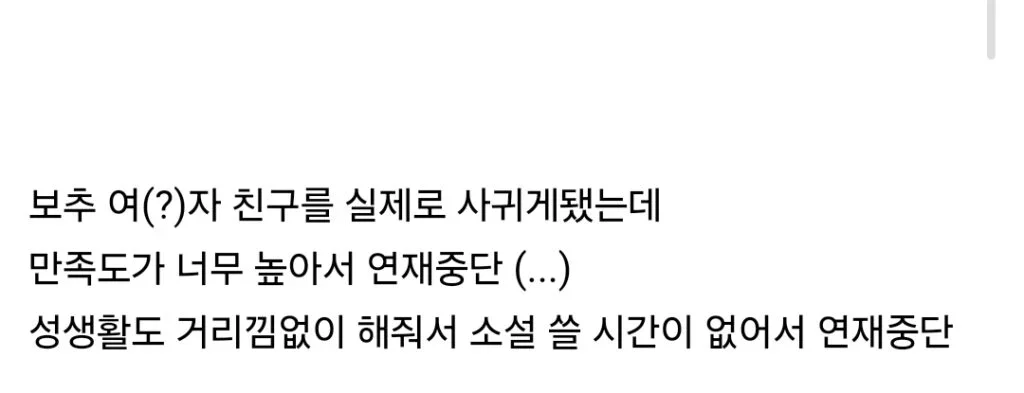 보추 여(?)자 친구를 실제로 사귀게됐는데
만족도가 너무 높아서 연재중단 (...)
성생활도 거리낌없이 해줘서 소설 쓸 시간이 없어서 연재중단